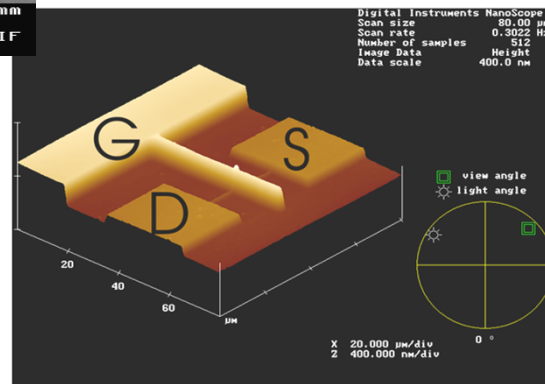 mm
IF
Digital Instruments NanoScope
Scan size 80.00
Scan rate 0.3022
Number of samples 512
Image Data Height
Data scale 400.0 nm
G
S
D
view angle
light angle
20
40
60
µm
X 20.000 µm/div
Z 400.000 nm/div
0 °